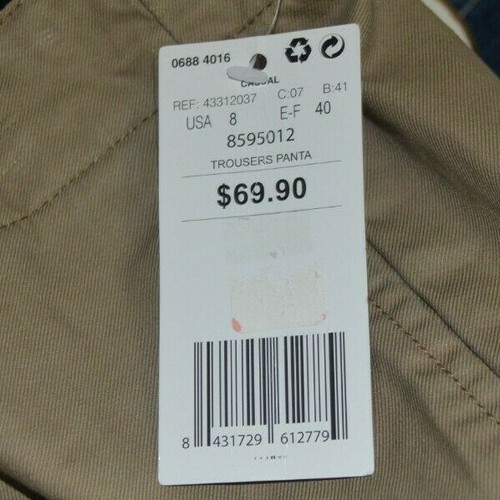 0688 4016
CASUAL
REF: 43312037 C:07 B:41
USA 8 E-F 40
8595012
TROUSERS PANTA
$69.90
8 431729 612779